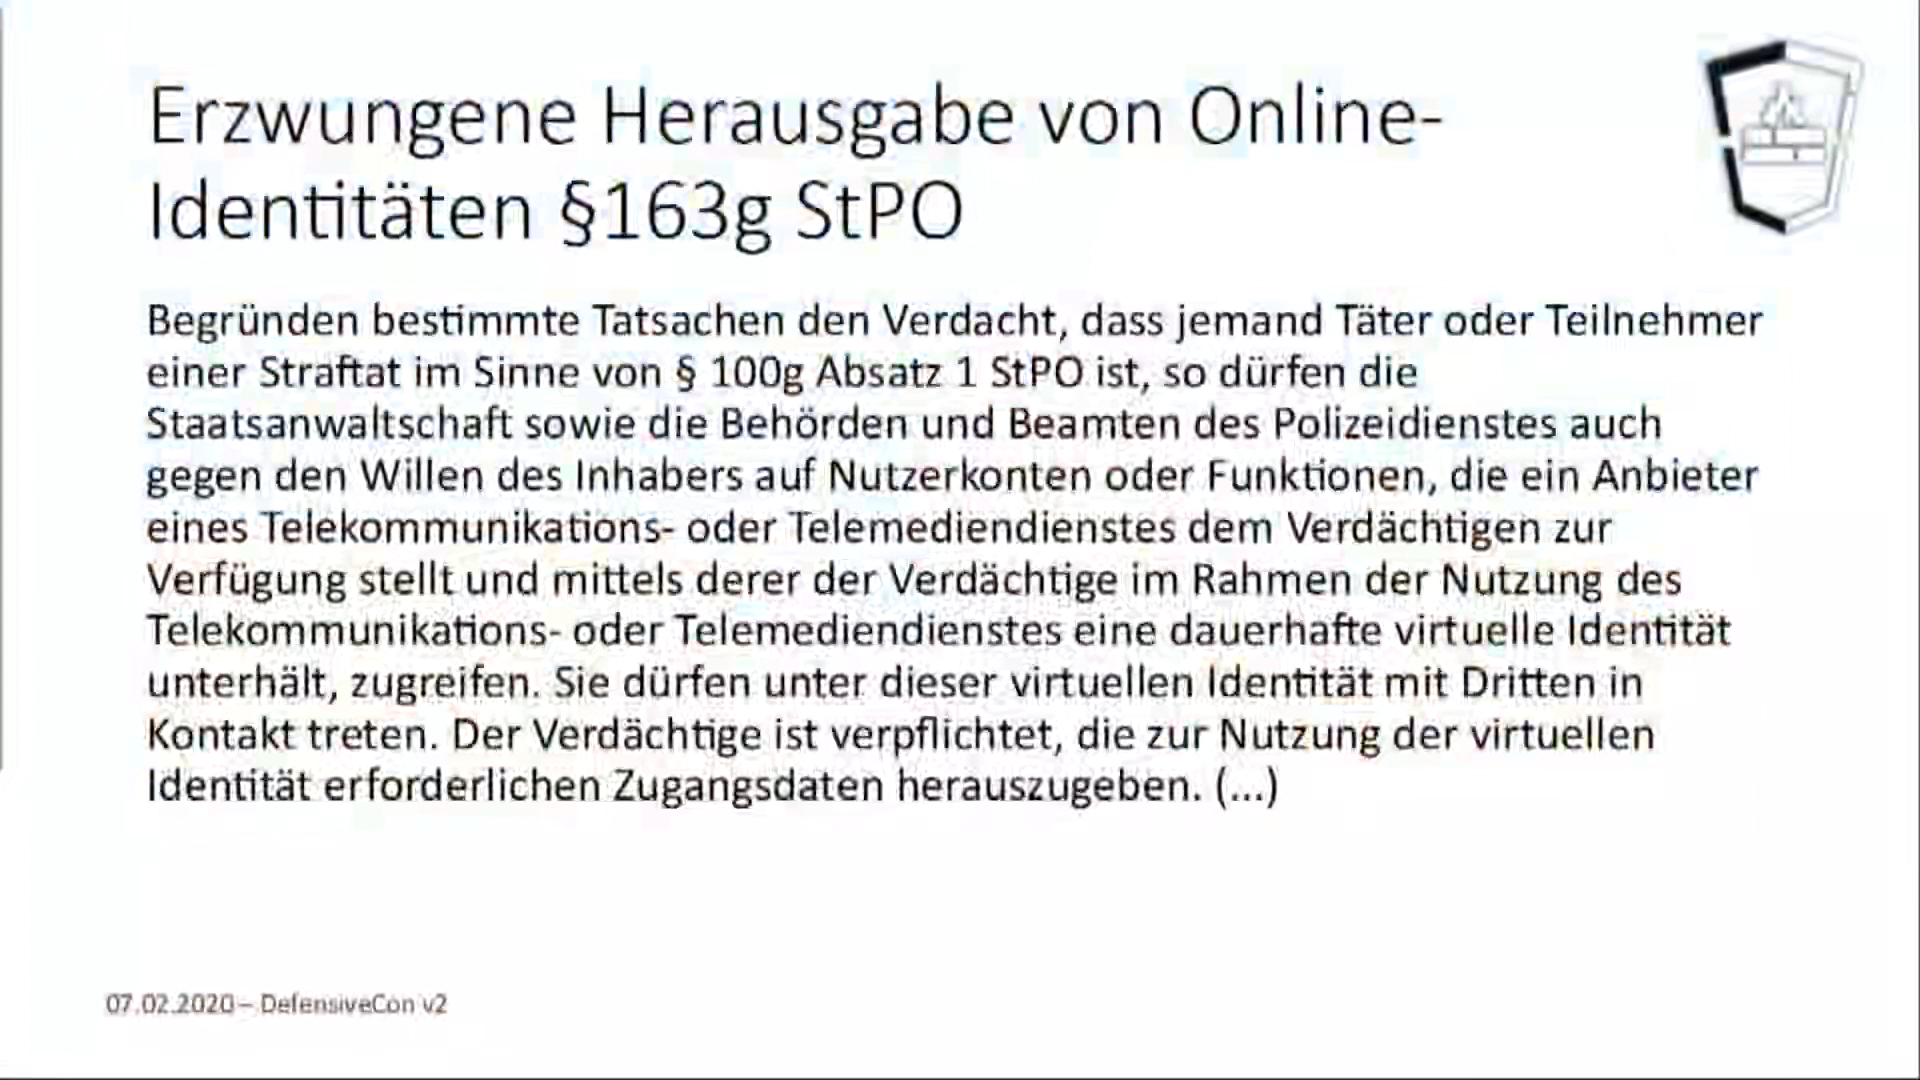 Erzwungene Herausgabe von Online-
Identitäten §163g StPO
Begründen bestimmte Tatsachen den Verdacht, dass jemand Täter oder Teilnehmer
einer Straftat im Sinne von § 100g Absatz 1 StPO ist, so dürfen die
Staatsanwaltschaft sowie die Behörden und Beamten des Polizeidienstes auch
gegen den Willen des Inhabers auf Nutzerkonten oder Funktionen, die ein Anbieter
eines Telekommunikations- oder Telemediendienstes dem Verdächtigen zur
Verfügung stellt und mittels derer der Verdächtige im Rahmen der Nutzung des
Telekommunikations- oder Telemediendienstes eine dauerhafte virtuelle Identität
unterhält, zugreifen. Sie dürfen unter dieser virtuellen Identität mit Dritten in
Kontakt treten. Der Verdächtige ist verpflichtet, die zur Nutzung der virtuellen
Identität erforderlichen Zugangsdaten herauszugeben. (...)
07.02.2020 – DefensiveCon v2